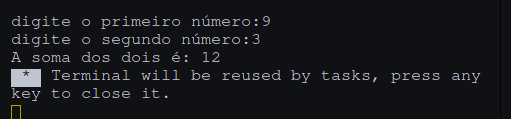 digite o primeiro número:9
digite o segundo número:3
A soma dos dois é: 12
 *  Terminal will be reused by tasks, press any
key to close it.